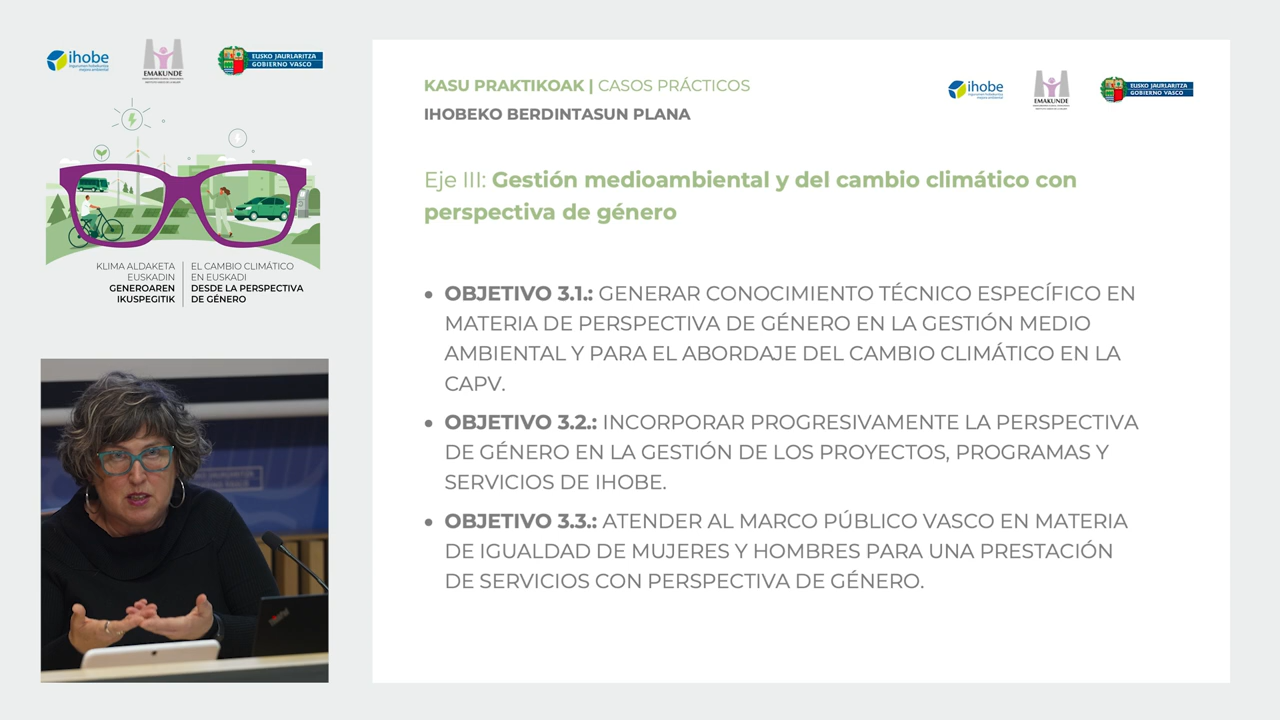 ihobe
EMAKUNDE
EUSKO JAURLARITZA
GOBIERNO VASCO
KLIMA ALDAKETA
EUSKADIN
GENEROAREN
IKUSPEGITIK
EL CAMBIO CLIMÁTICO
EN EUSKADI
DESDE LA PERSPECTIVA
DE GÉNERO
KASU PRAKTIKOAK | CASOS PRÁCTICOS
IHOBEKO BERDINTASUN PLANA
ihobe
EMAKUNDE
EUSKO JAURLARITZA
GOBIERNO VASCO
Eje III: Gestión medioambiental y del cambio climático con
perspectiva de género
• OBJETIVO 3.1.: GENERAR CONOCIMIENTO TÉCNICO ESPECÍFICO EN
MATERIA DE PERSPECTIVA DE GÉNERO EN LA GESTIÓN MEDIO
AMBIENTAL Y PARA EL ABORDAJE DEL CAMBIO CLIMÁTICO EN LA
CAPV.
• OBJETIVO 3.2.: INCORPORAR PROGRESIVAMENTE LA PERSPECTIVA
DE GÉNERO EN LA GESTIÓN DE LOS PROYECTOS, PROGRAMAS Y
SERVICIOS DE IHOBE.
• OBJETIVO 3.3.: ATENDER AL MARCO PÚBLICO VASCO EN MATERIA
DE IGUALDAD DE MUJERES Y HOMBRES PARA UNA PRESTACIÓN
DE SERVICIOS CON PERSPECTIVA DE GÉNERO.